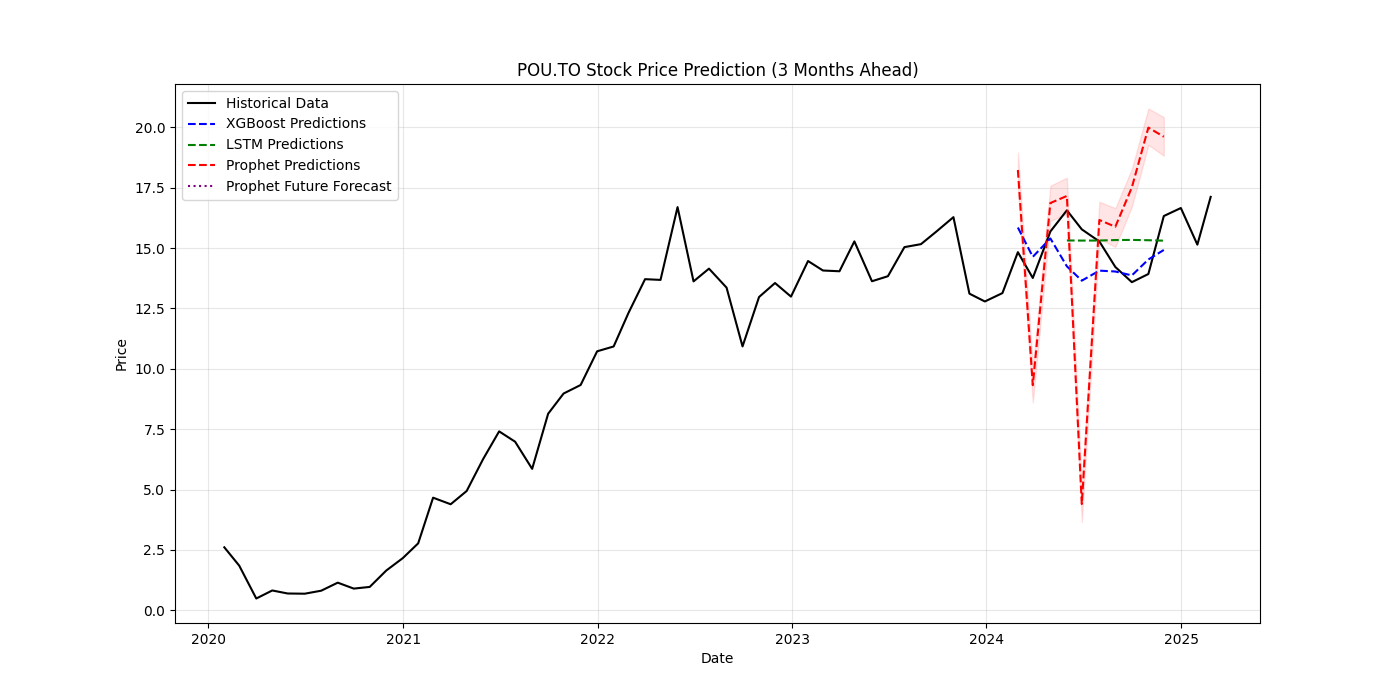 POU.TO Stock Price Prediction (3 Months Ahead)
Historical Data
XGBoost Predictions
LSTM Predictions
Prophet Predictions
Prophet Future Forecast
20.0
17.5
15.0
12.5
10.0
7.5
5.0
2.5
0.0
Price
2020 2021 2022 2023 2024 2025
Date